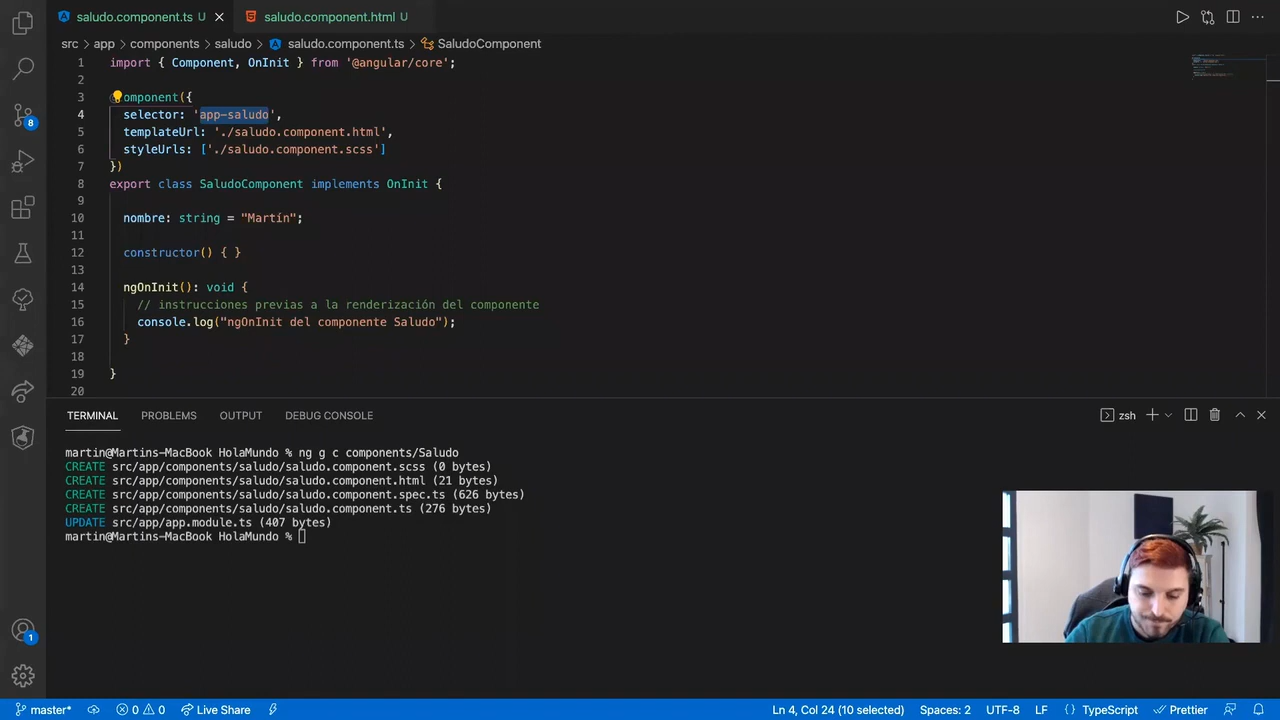 saludo.component.ts U
saludo.component.html U
src > app > components > saludo > saludo.component.ts > SaludoComponent
1 import { Component, OnInit } from '@angular/core';
2
3 omponent({
4 selector: 'app-saludo',
5 templateUrl: './saludo.component.html',
6 styleUrls: ['./saludo.component.scss']
7 })
8 export class SaludoComponent implements OnInit {
9
10 nombre: string = "Martín";
11
12 constructor() { }
13
14 ngOnInit(): void {
15 // instrucciones previas a la renderización del componente
16 console.log("ngOnInit del componente Saludo");
17 }
18
19 }
20
8
TERMINAL PROBLEMS OUTPUT DEBUG CONSOLE
zsh
martin@Martins-MacBook HolaMundo % ng g c components/Saludo
CREATE src/app/components/saludo/saludo.component.scss (0 bytes)
CREATE src/app/components/saludo/saludo.component.html (21 bytes)
CREATE src/app/components/saludo/saludo.component.spec.ts (626 bytes)
CREATE src/app/components/saludo/saludo.component.ts (276 bytes)
UPDATE src/app/app.module.ts (407 bytes)
martin@Martins-MacBook HolaMundo %
1
master* 0 0 Live Share Ln 4, Col 24 (10 selected) Spaces: 2 UTF-8 LF {} TypeScript Prettier